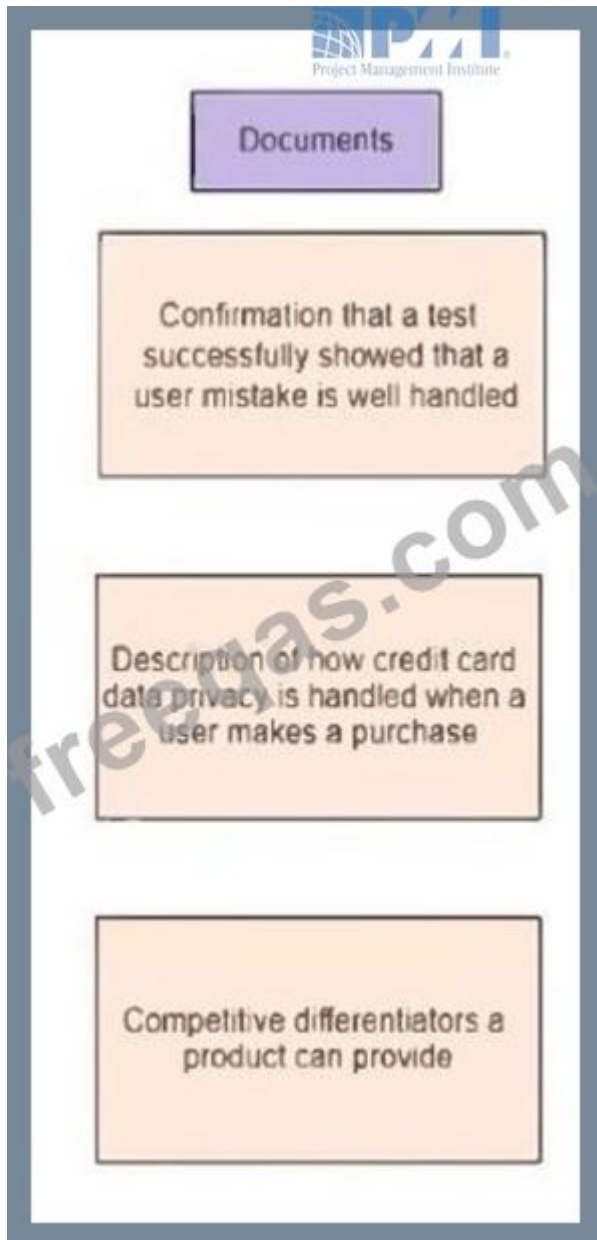 PMI
Project Management Institute
Documents
Confirmation that a test
successfully showed that a
user mistake is well handled
freeqas.com
Description of how credit card
data privacy is handled when a
user makes a purchase
Competitive differentiators a
product can provide